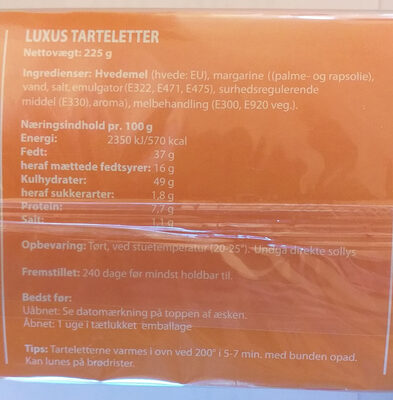 LUXUS TARTELETTER
Nettovægt: 225 g
Ingredienser: Hvedemel (hvede: EU), margarine ((palme- og rapsolie),
vand, salt, emulgator(E322, E471, E475), surhedsregulerende
middel (E330), aroma), melbehandling (E300, E920 veg.).
Næringsindhold pr. 100 g
Energi: 2350 kJ/570 kcal
Fedt: 37 g
heraf mættede fedtsyrer: 16 g
Kulhydrater: 49 g
heraf sukkerarter: 1,8 g
Protein: 7,7 g
Salt: 1,1 g
Opbevaring: Tørt, ved stuetemperatur (20-25°). Undgå direkte sollys
Fremstillet: 240 dage før mindst holdbar til.
Bedst før:
Uåbnet: Se datomærkning på toppen af æsken.
Åbnet: 1 uge i tætlukket emballage
Tips: Tarteletterne varmes i ovn ved 200° i 5-7 min. med bunden opad.
Kan lunes på brødrister.